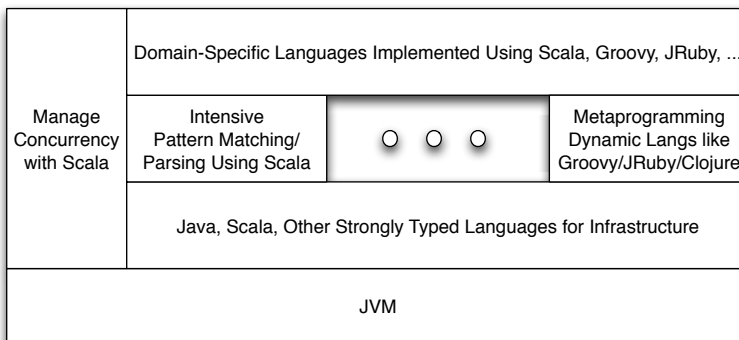 Domain-Specific Languages Implemented Using Scala, Groovy, JRuby, ...
Manage
Concurrency
with Scala
Intensive
Pattern Matching/
Parsing Using Scala
Metaprogramming
Dynamic Langs like
Groovy/JRuby/Clojure
Java, Scala, Other Strongly Typed Languages for Infrastructure
JVM